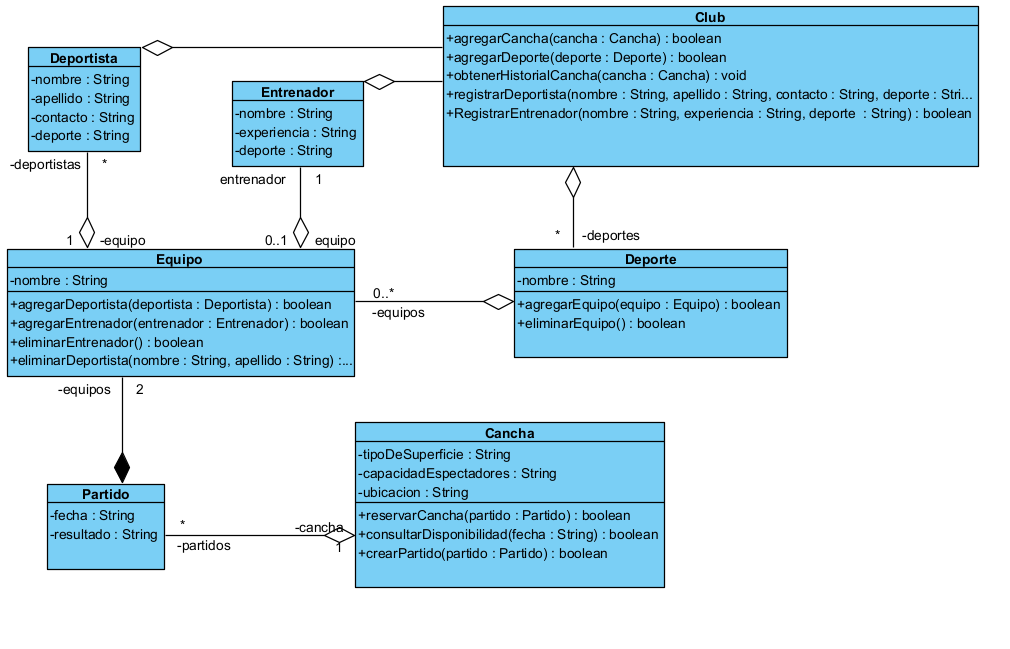 Club
+agregarCancha(cancha : Cancha) : boolean
+agregarDeporte(deporte : Deporte) : boolean
+obtenerHistorialCancha(cancha : Cancha) : void
+registrarDeportista(nombre : String, apellido : String, contacto : String, deporte : Stri...
+RegistrarEntrenador(nombre : String, experiencia : String, deporte : String) : boolean
Deportista
-nombre : String
-apellido : String
-contacto : String
-deporte : String
Entrenador
-nombre : String
-experiencia : String
-deporte : String
-deportistas
*
entrenador
1
1
-equipo
0..1
equipo
*
-deportes
Equipo
-nombre : String
+agregarDeportista(deportista : Deportista) : boolean
+agregarEntrenador(entrenador : Entrenador) : boolean
+eliminarEntrenador() : boolean
+eliminarDeportista(nombre : String, apellido : String) :...
0..*
-equipos
Deporte
-nombre : String
+agregarEquipo(equipo : Equipo) : boolean
+eliminarEquipo() : boolean
-equipos
2
Cancha
-tipoDeSuperficie : String
-capacidadEspectadores : String
-ubicacion : String
+reservarCancha(partido : Partido) : boolean
+consultarDisponibilidad(fecha : String) : boolean
+crearPartido(partido : Partido) : boolean
Partido
-fecha : String
-resultado : String
*
-partidos
-cancha
1